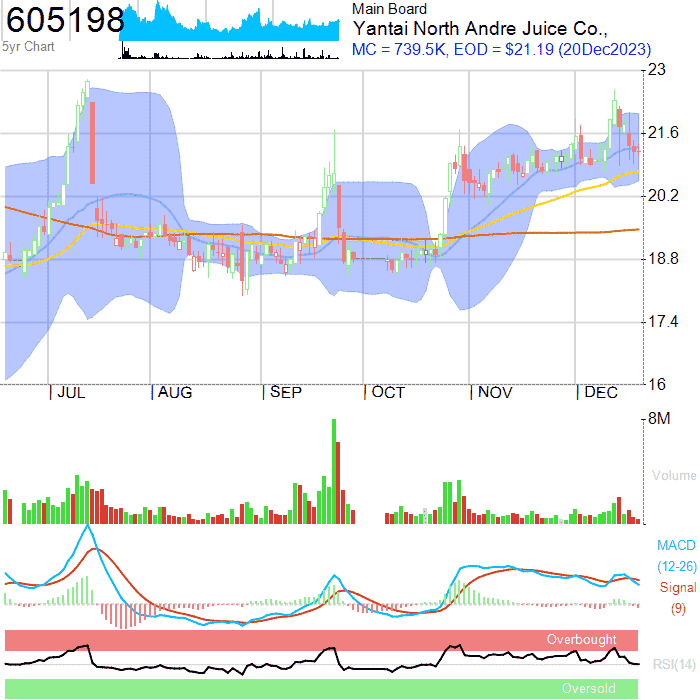 605198
5yr Chart
Main Board
Yantai North Andre Juice Co.,
MC = 739.5K, EOD = $21.19 (20Dec2023)
23
21.6
20.2
18.8
17.4
16
JUL AUG SEP OCT NOV DEC
8M
Volume
MACD
(12-26)
Signal
(9)
Overbought
RSI(14)
Oversold